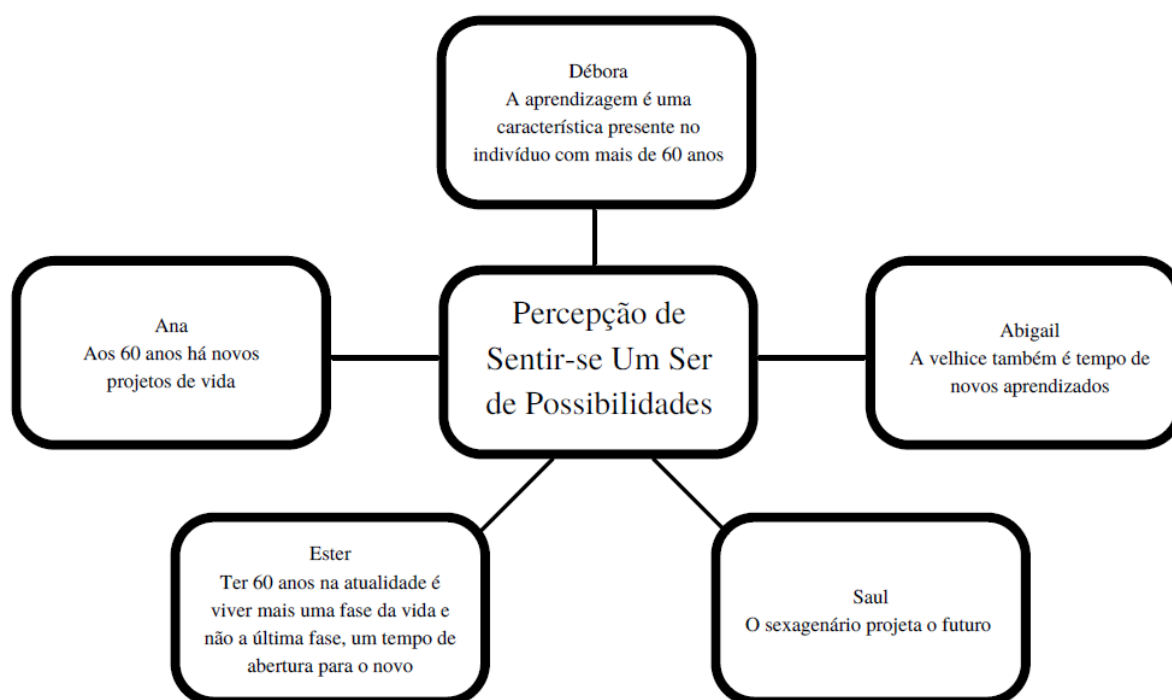 Débora
A aprendizagem é uma
característica presente no
indivíduo com mais de 60 anos
Ana
Aos 60 anos há novos
projetos de vida
Percepção de
Sentir-se Um Ser
de Possibilidades
Abigail
A velhice também é tempo de
novos aprendizados
Ester
Ter 60 anos na atualidade é
viver mais uma fase da vida e
não a última fase, um tempo de
abertura para o novo
Saul
O sexagenário projeta o futuro